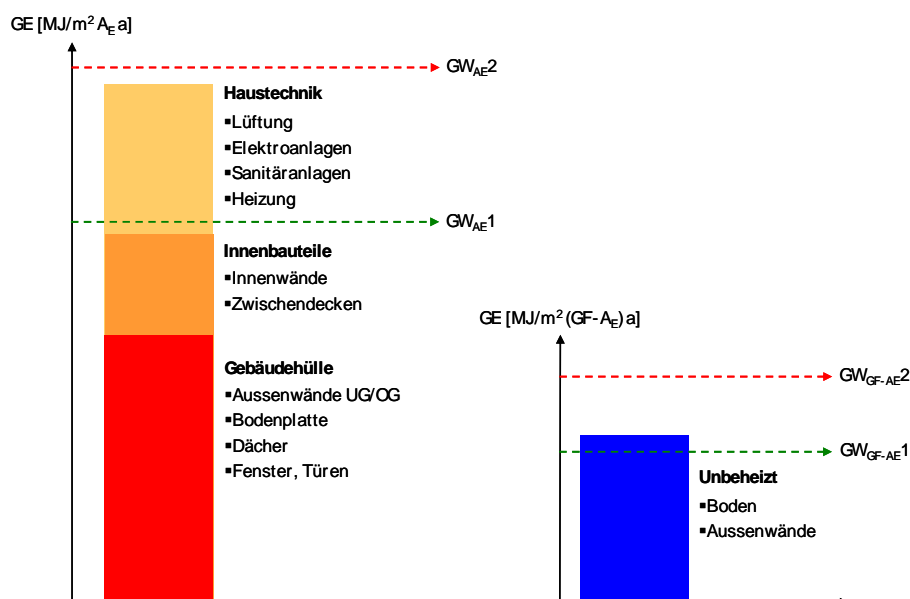 GE [MJ/m² A_E a]
GW_AE2
Haustechnik
▪Lüftung
▪Elektroanlagen
▪Sanitäranlagen
▪Heizung
GW_AE1
Innenbauteile
▪Innenwände
▪Zwischendecken
Gebäudehülle
▪Aussenwände UG/OG
▪Bodenplatte
▪Dächer
▪Fenster, Türen
GE [MJ/m² (GF-A_E) a]
GW_GF-AE2
GW_GF-AE1
Unbeheizt
▪Boden
▪Aussenwände